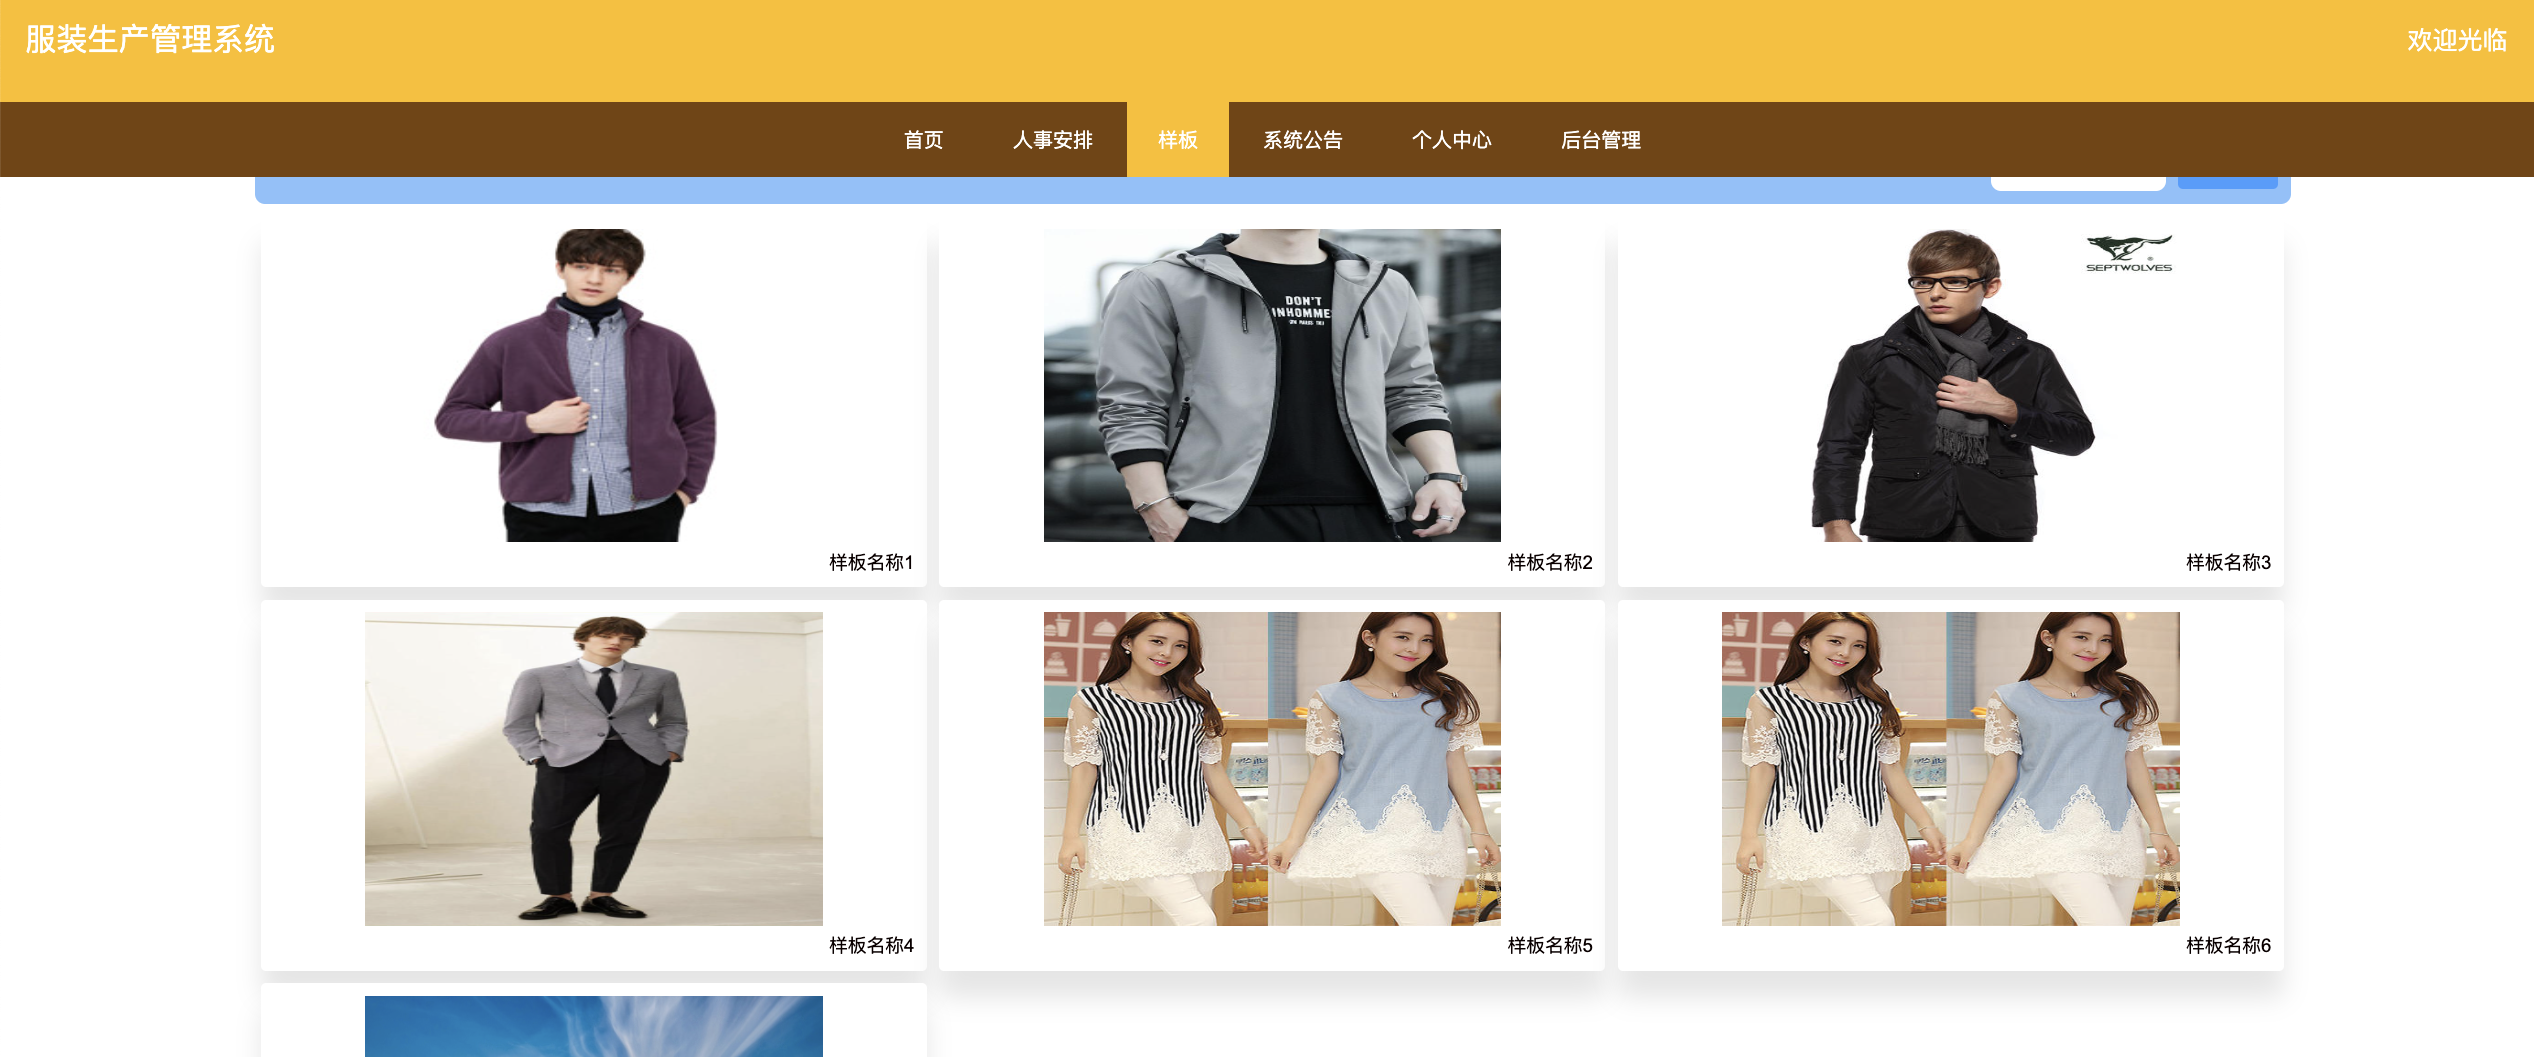 服装生产管理系统
欢迎光临
首页
人事安排
样板
系统公告
个人中心
后台管理
DON'T
INHOMME
SEPTWOLVES
样板名称1
样板名称2
样板名称3
样板名称4
样板名称5
样板名称6